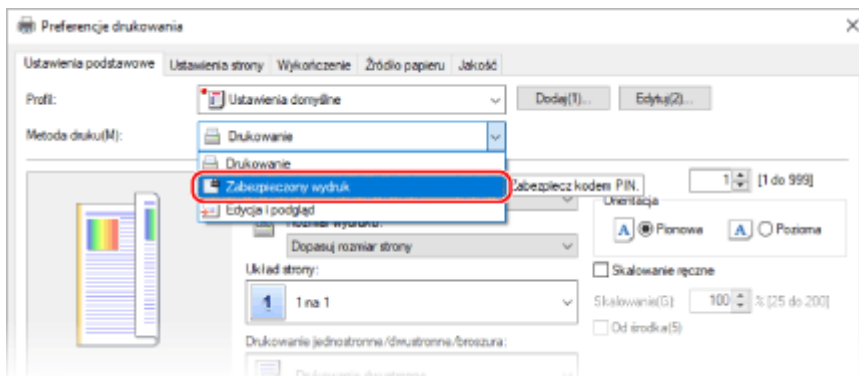 Preferencje drukowania
Ustawienia podstawowe Ustawienia strony Wykończenie Źródło papieru Jakość
Profil: Ustawienia domyślne Dodaj(1)... Edytuj(2)...
Metoda druku(M): Drukowanie
Drukowanie
Zabezpieczony wydruk Zabezpiecz kodem PIN. 1 [1 do 999]
Edycja i podgląd Orientacja
Rozmiar wydruku:
Dopasuj rozmiar strony A Pionowa A Pozioma
Układ strony: Skalowanie ręczne
1 1 na 1 Skalowanie(G): 100 % [25 do 200]
Od środka(5)
Drukowanie jednostronne/dwustronne/broszura:
Drukowanie dwustronne